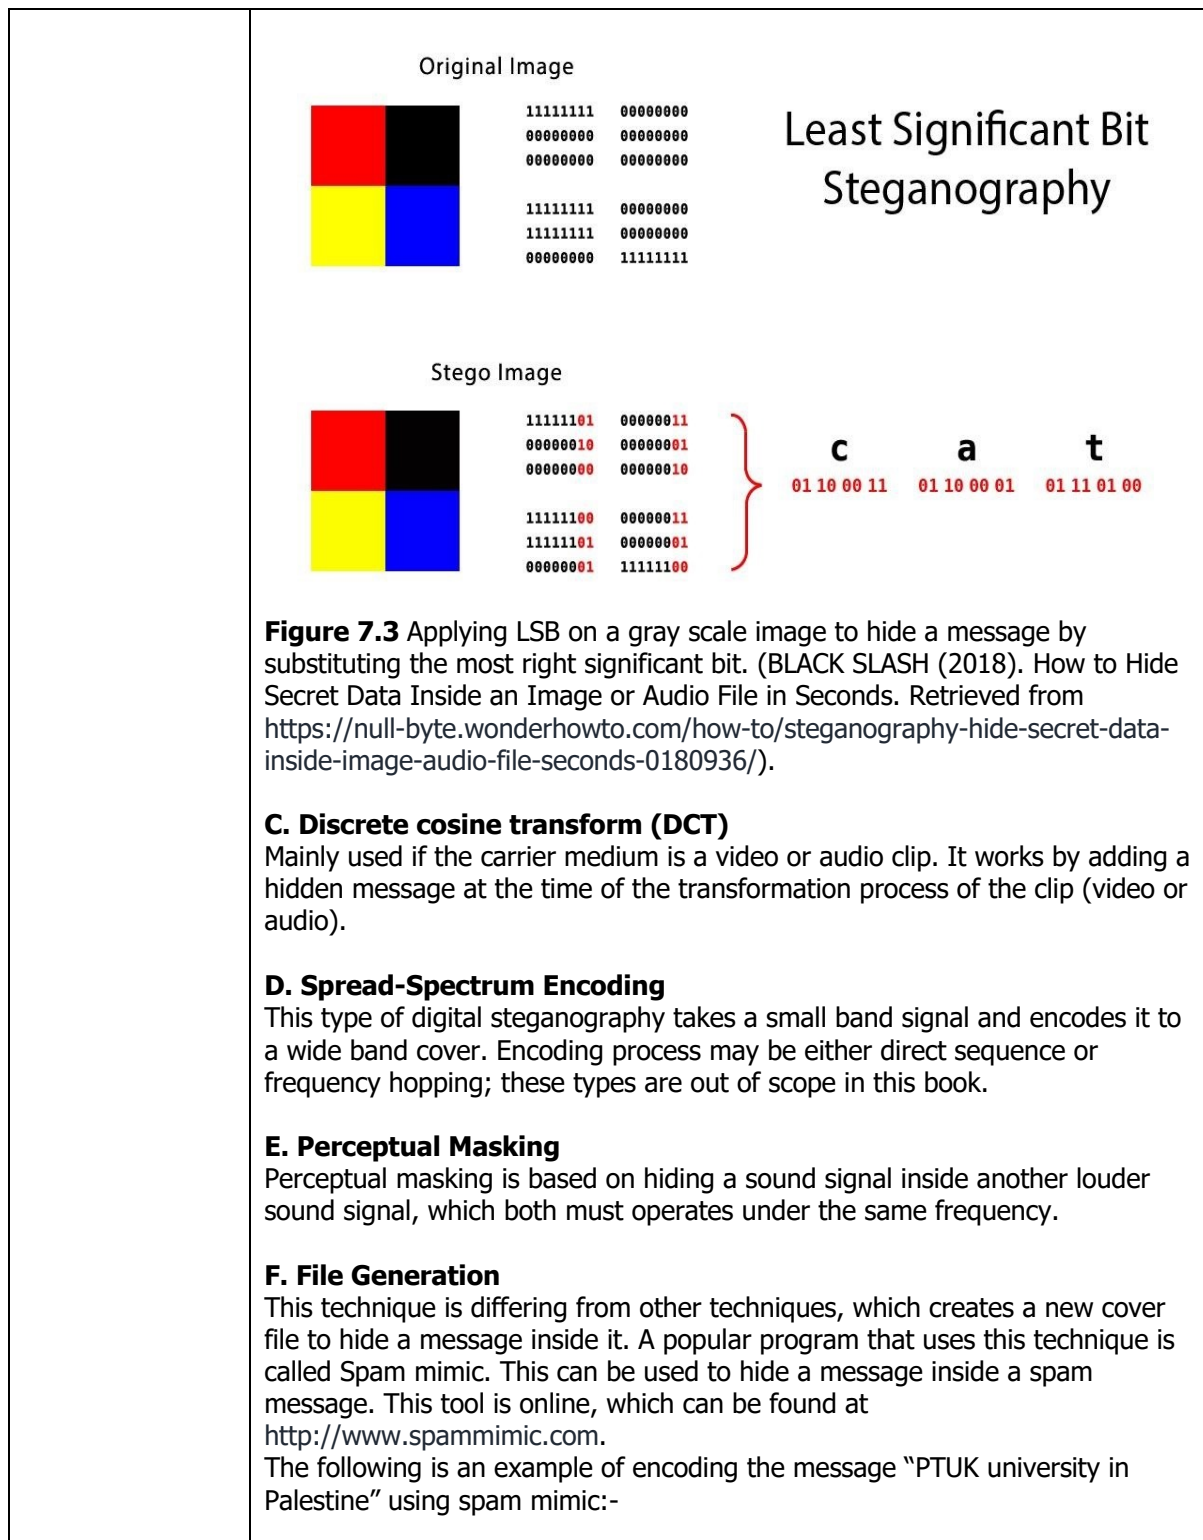 Original Image
11111111 00000000
00000000 00000000
00000000 00000000
11111111 00000000
11111111 00000000
00000000 11111111
Least Significant Bit
Steganography
Stego Image
11111101 00000011
00000010 00000001
00000000 00000010
11111100 00000011
11111101 00000001
00000001 11111100
c a t
01 10 00 11 01 10 00 01 01 11 01 00
Figure 7.3 Applying LSB on a gray scale image to hide a message by
substituting the most right significant bit. (BLACK SLASH (2018). How to Hide
Secret Data Inside an Image or Audio File in Seconds. Retrieved from
https://null-byte.wonderhowto.com/how-to/steganography-hide-secret-data-
inside-image-audio-file-seconds-0180936/).
C. Discrete cosine transform (DCT)
Mainly used if the carrier medium is a video or audio clip. It works by adding a
hidden message at the time of the transformation process of the clip (video or
audio).
D. Spread-Spectrum Encoding
This type of digital steganography takes a small band signal and encodes it to
a wide band cover. Encoding process may be either direct sequence or
frequency hopping; these types are out of scope in this book.
E. Perceptual Masking
Perceptual masking is based on hiding a sound signal inside another louder
sound signal, which both must operates under the same frequency.
F. File Generation
This technique is differing from other techniques, which creates a new cover
file to hide a message inside it. A popular program that uses this technique is
called Spam mimic. This can be used to hide a message inside a spam
message. This tool is online, which can be found at
http://www.spammimic.com.
The following is an example of encoding the message “PTUK university in
Palestine” using spam mimic:-